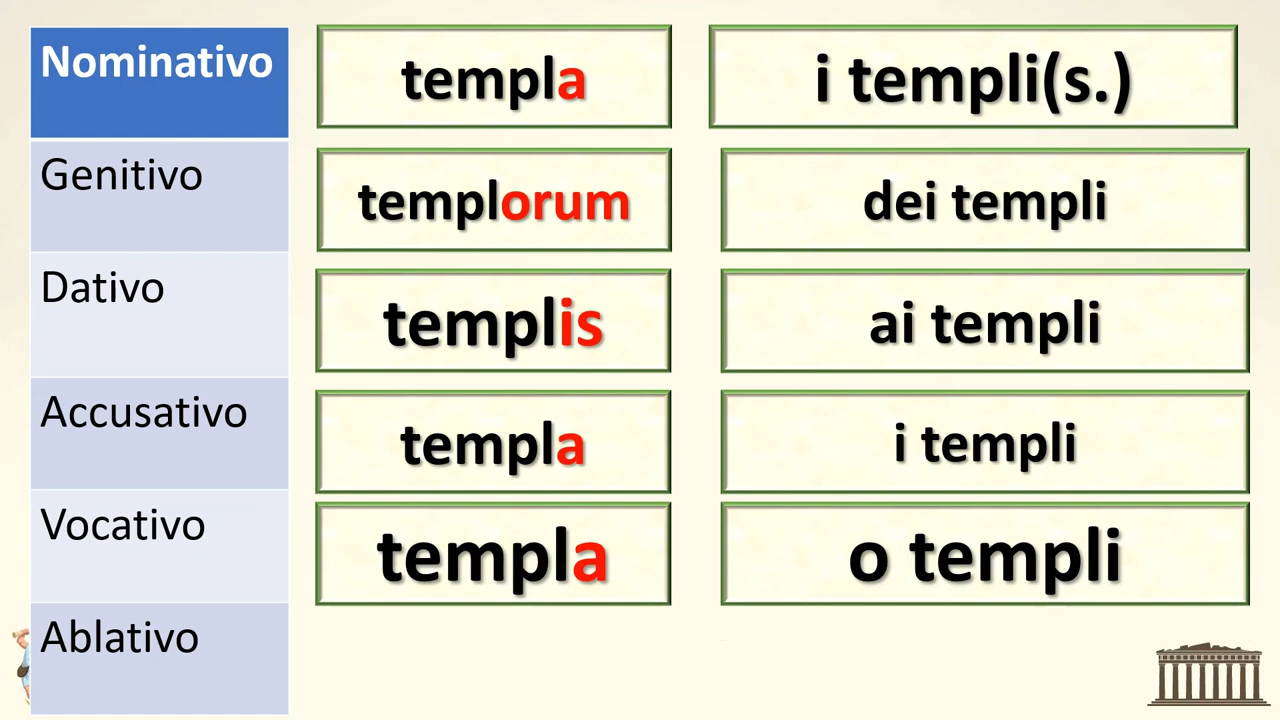 Nominativo templa i templi(s.)
Genitivo templorum dei templi
Dativo templis ai templi
Accusativo templa i templi
Vocativo templa o templi
Ablativo